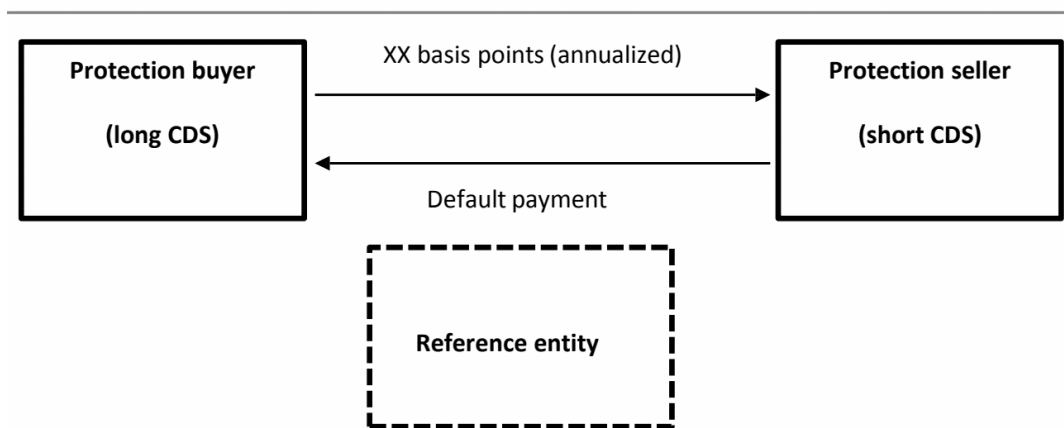 Protection buyer
(long CDS)
XX basis points (annualized)
Default payment
Protection seller
(short CDS)
Reference entity